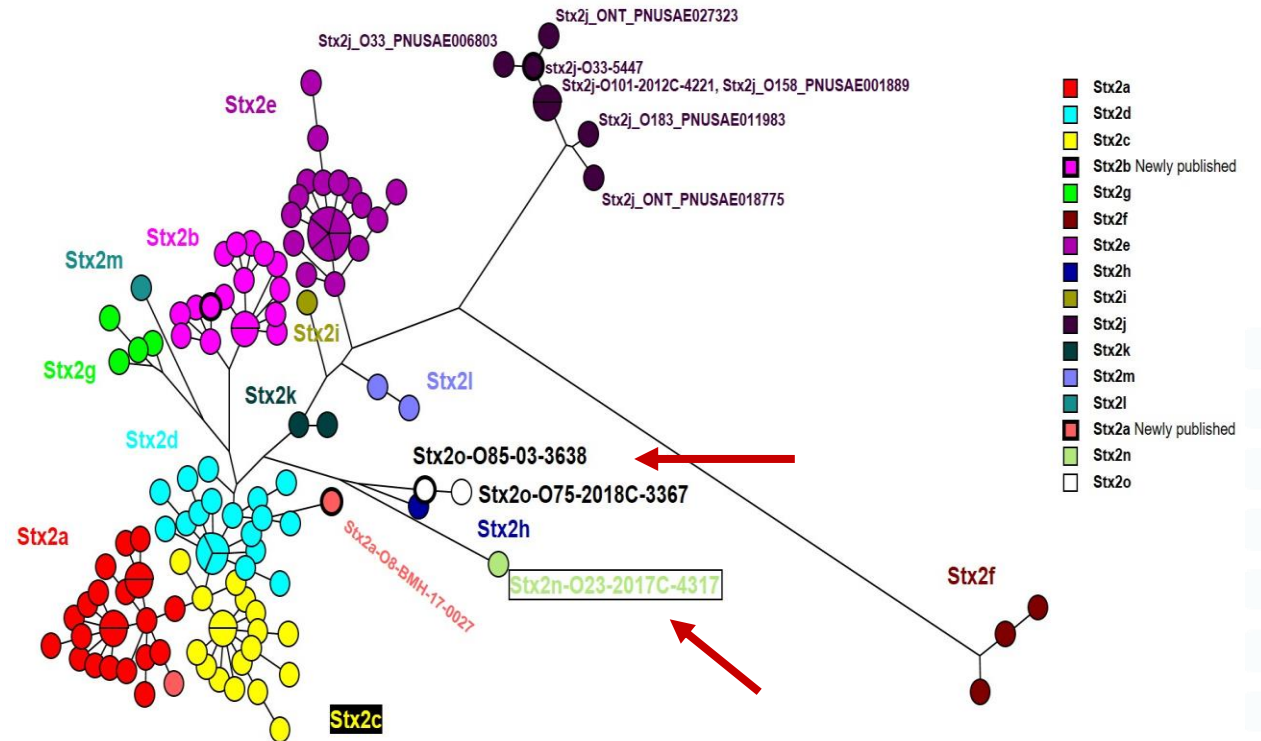 Stx2j_ONT_PNUSAE027323
Stx2j_O33_PNUSAE006803
stx2j-O33-5447
Stx2j-O101-2012C-4221, Stx2j_O158_PNUSAE001889
Stx2j_O183_PNUSAE011983
Stx2j_ONT_PNUSAE018775
Stx2e
Stx2b
Stx2m
Stx2i
Stx2g
Stx2k
Stx2l
Stx2d
Stx2o-O85-03-3638
Stx2o-O75-2018C-3367
Stx2h
Stx2a
Stx2a-O8-BMH-17-0027
Stx2n-O23-2017C-4317
Stx2f
Stx2c
Stx2a
Stx2d
Stx2c
Stx2b Newly published
Stx2g
Stx2f
Stx2e
Stx2h
Stx2i
Stx2j
Stx2k
Stx2m
Stx2l
Stx2a Newly published
Stx2n
Stx2o